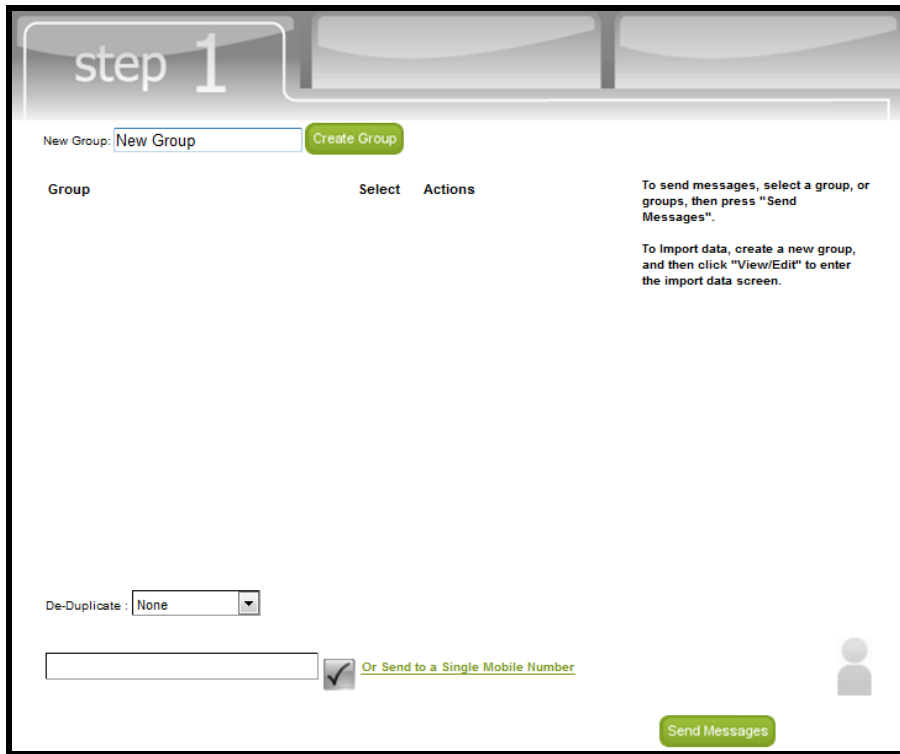 step 1
New Group: New Group Create Group
Group Select Actions
To send messages, select a group, or
groups, then press "Send
Messages".
To Import data, create a new group,
and then click "View/Edit" to enter
the import data screen.
De-Duplicate : None
Or Send to a Single Mobile Number
Send Messages